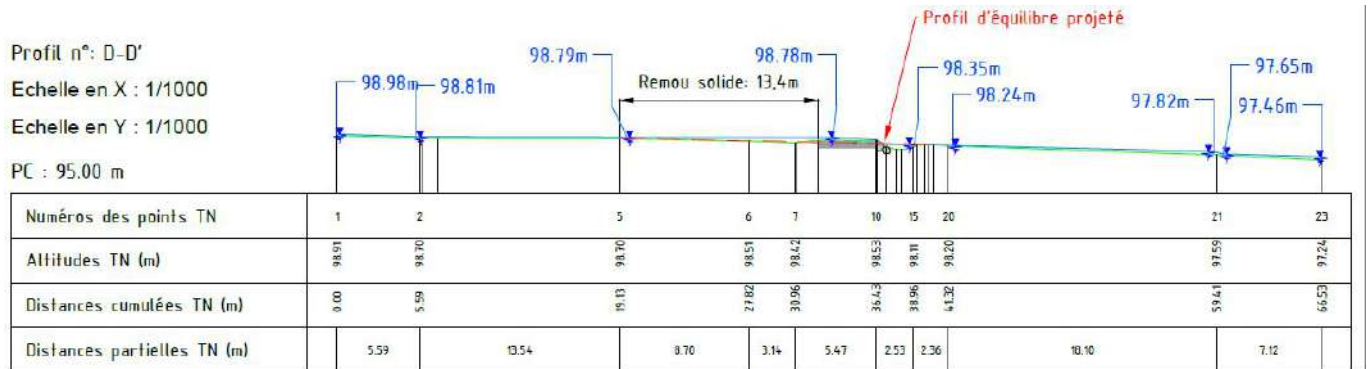 Profil d'équilibre projeté
Profil n°: D-D'
98.79m
98.78m
97.65m
98.98m
98.81m
Remou solide: 13,4m
98.35m
Echelle en X : 1/1000
98.24m
97.82m
97.46m
Echelle en Y : 1/1000
PC : 95.00 m
Numéros des points TN 1 2 5 6 7 10 15 20 21 23
Altitudes TN (m) 98.91 98.70 98.70 98.51 98.42 98.53 98.11 98.20 97.59 97.24
Distances cumulées TN (m) 0.00 5.59 19.13 27.82 30.96 36.43 38.96 41.32 59.41 66.53
Distances partielles TN (m) 5.59 13.54 8.70 3.14 5.47 2.53 2.36 18.10 7.12